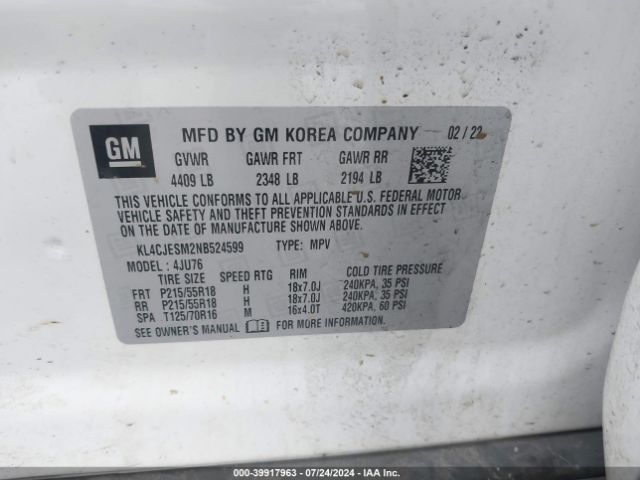 GM
MFD BY GM KOREA COMPANY 02 / 22
GVWR GAWR FRT GAWR RR
4409 LB 2348 LB 2194 LB
THIS VEHICLE CONFORMS TO ALL APPLICABLE U.S. FEDERAL MOTOR
VEHICLE SAFETY AND THEFT PREVENTION STANDARDS IN EFFECT
ON THE DATE OF MANUFACTURE SHOWN ABOVE.
KL4CJESM2NB524599 TYPE: MPV
MODEL: 4JU76
TIRE SIZE SPEED RTG RIM COLD TIRE PRESSURE
FRT P215/55R18 H 18x7.0J 240KPA, 35 PSI
RR P215/55R18 H 18x7.0J 240KPA, 35 PSI
SPA T125/70R16 M 16x4.0T 420KPA, 60 PSI
SEE OWNER'S MANUAL FOR MORE INFORMATION.
000-39917963 - 07/24/2024 - IAA Inc.